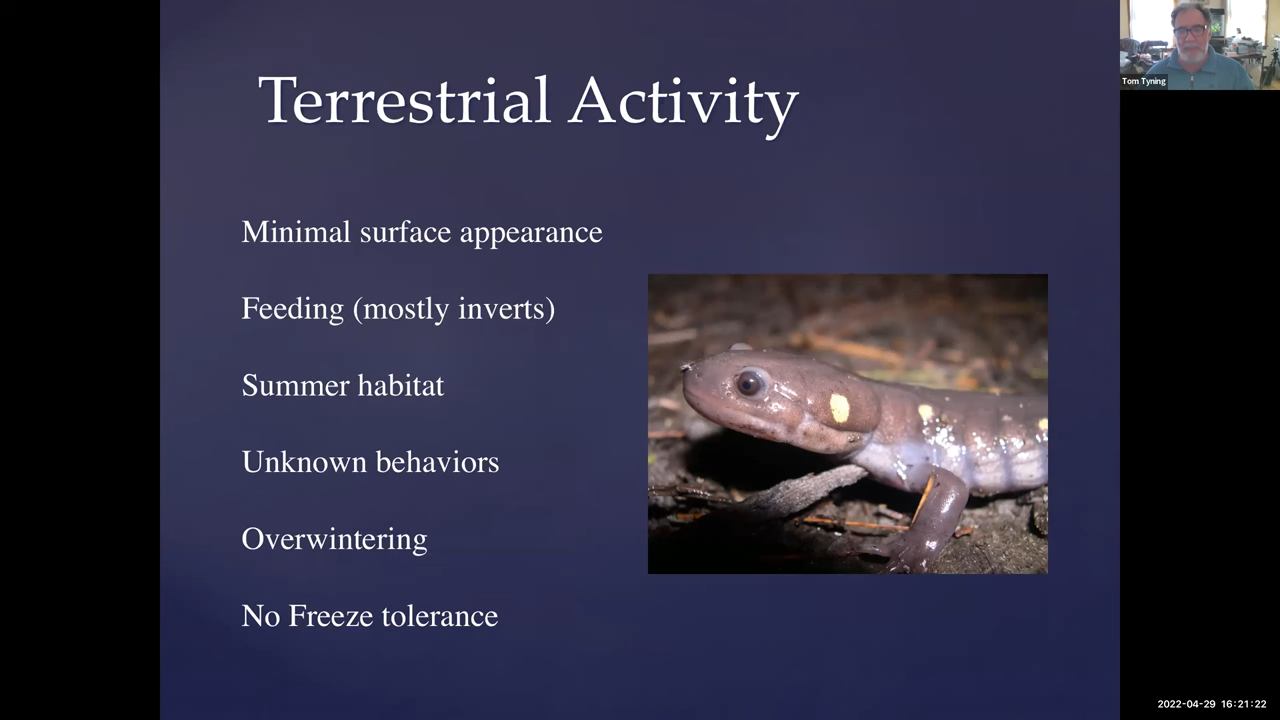 Terrestrial Activity
Tom Tyning
Minimal surface appearance
Feeding (mostly inverts)
Summer habitat
Unknown behaviors
Overwintering
No Freeze tolerance
2022-04-29 16:21:22